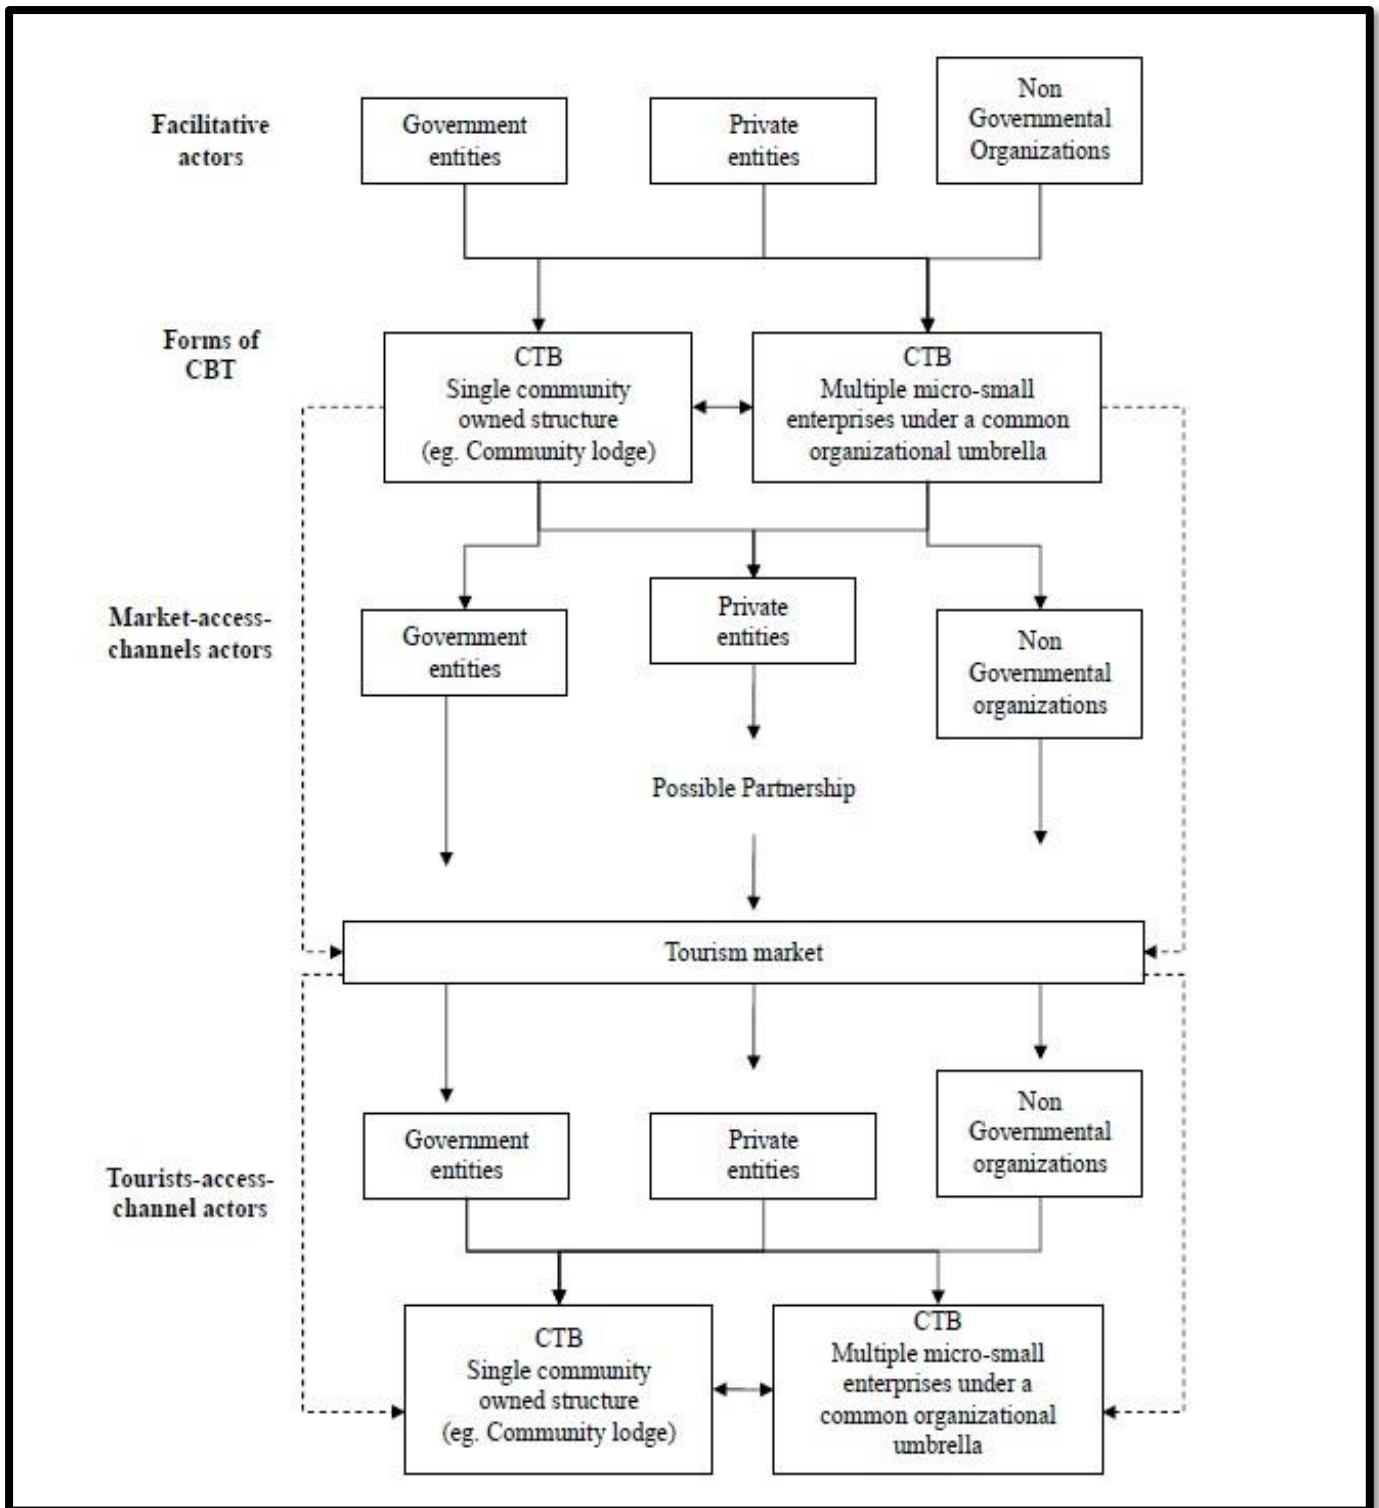 Facilitative
actors
Government
entities
Private
entities
Non
Governmental
Organizations
Forms of
CBT
CTB
Single community
owned structure
(eg. Community lodge)
CTB
Multiple micro-small
enterprises under a common
organizational umbrella
Market-access-
channels actors
Government
entities
Private
entities
Non
Governmental
organizations
Possible Partnership
Tourism market
Tourists-access-
channel actors
Government
entities
Private
entities
Non
Governmental
organizations
CTB
Single community
owned structure
(eg. Community lodge)
CTB
Multiple micro-small
enterprises under a
common organizational
umbrella